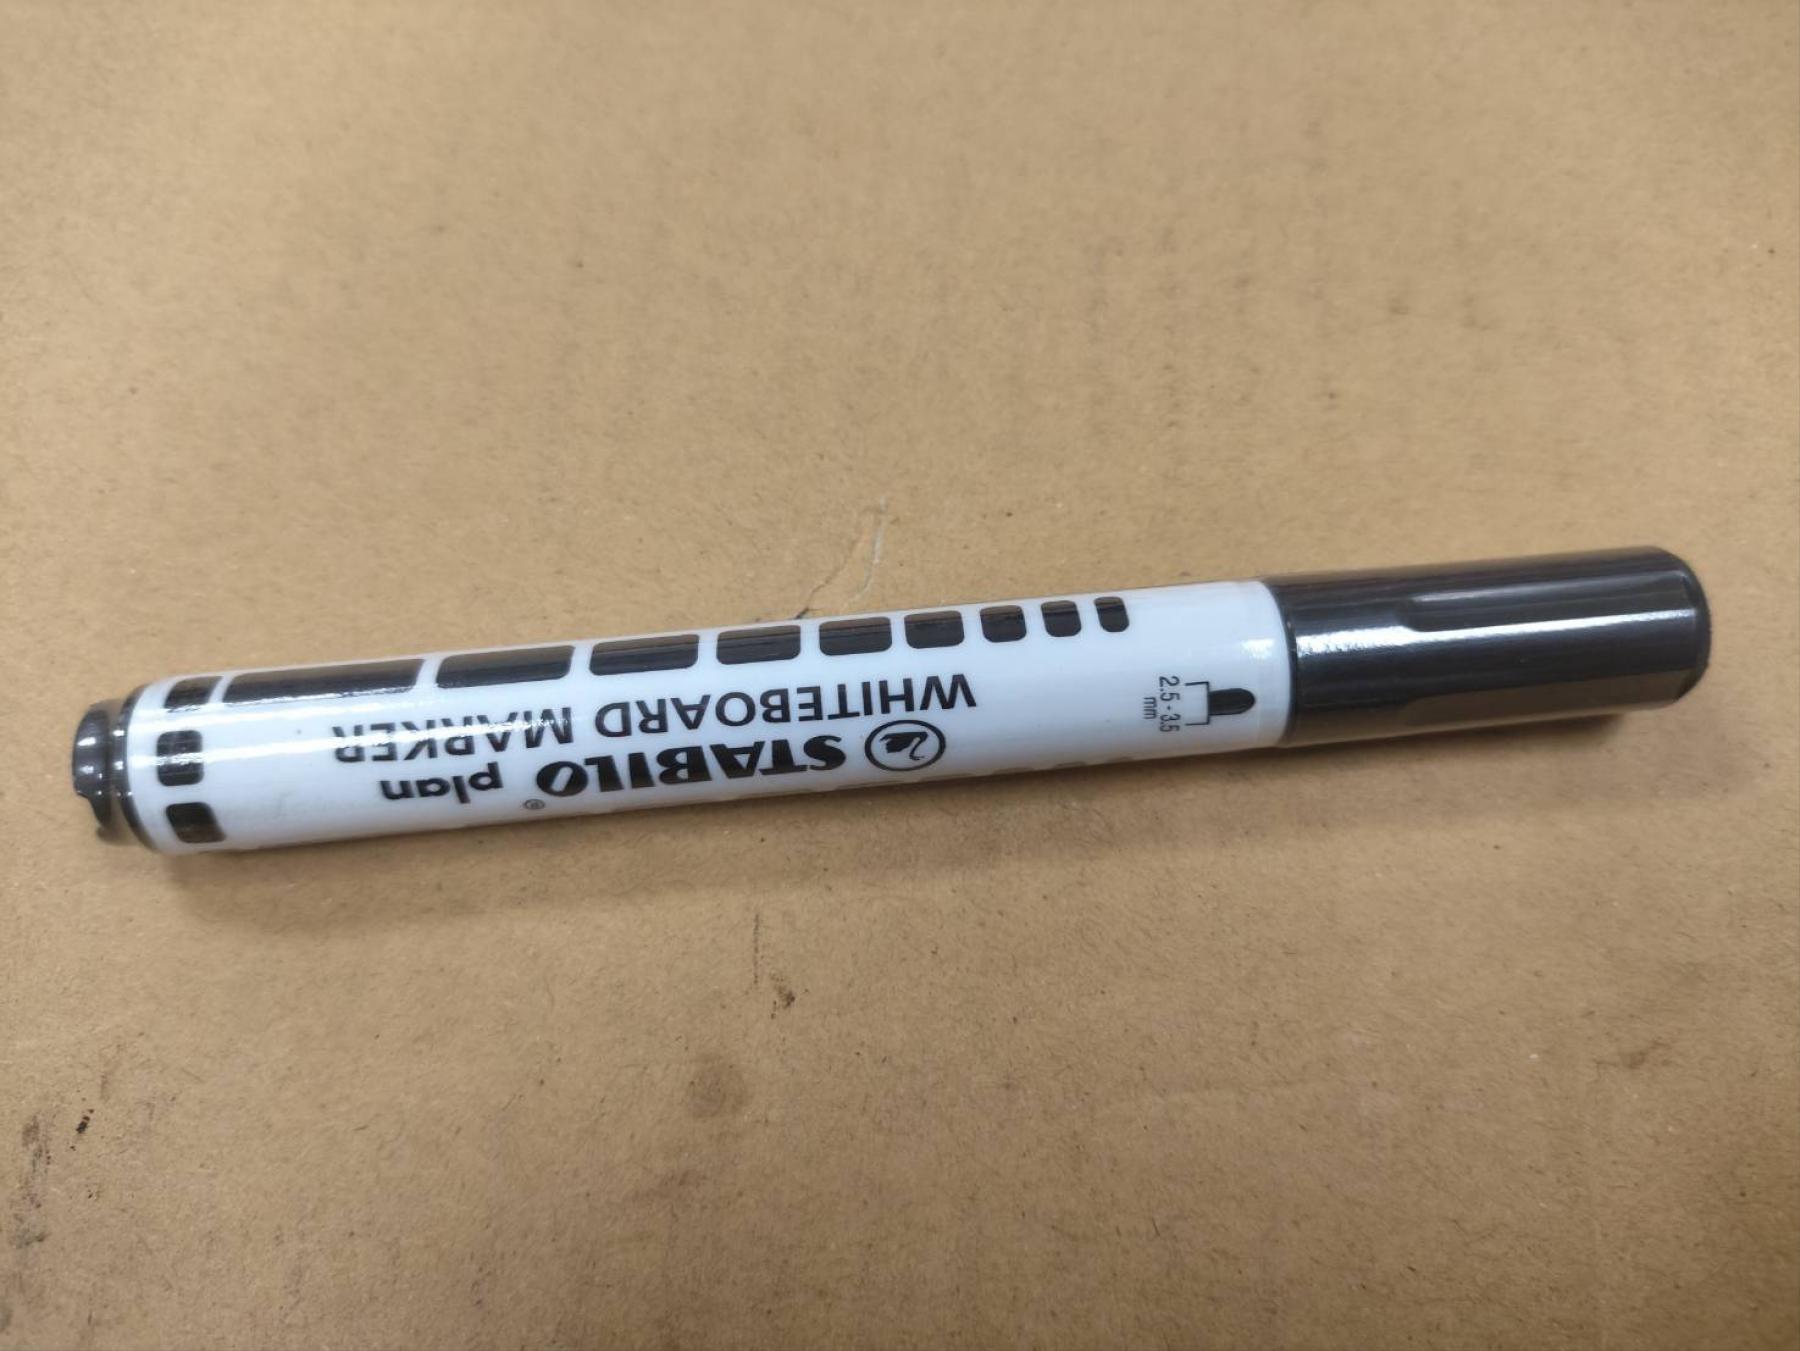 STABILO® plan
WHITEBOARD MARKER
2.5 - 3.5
mm